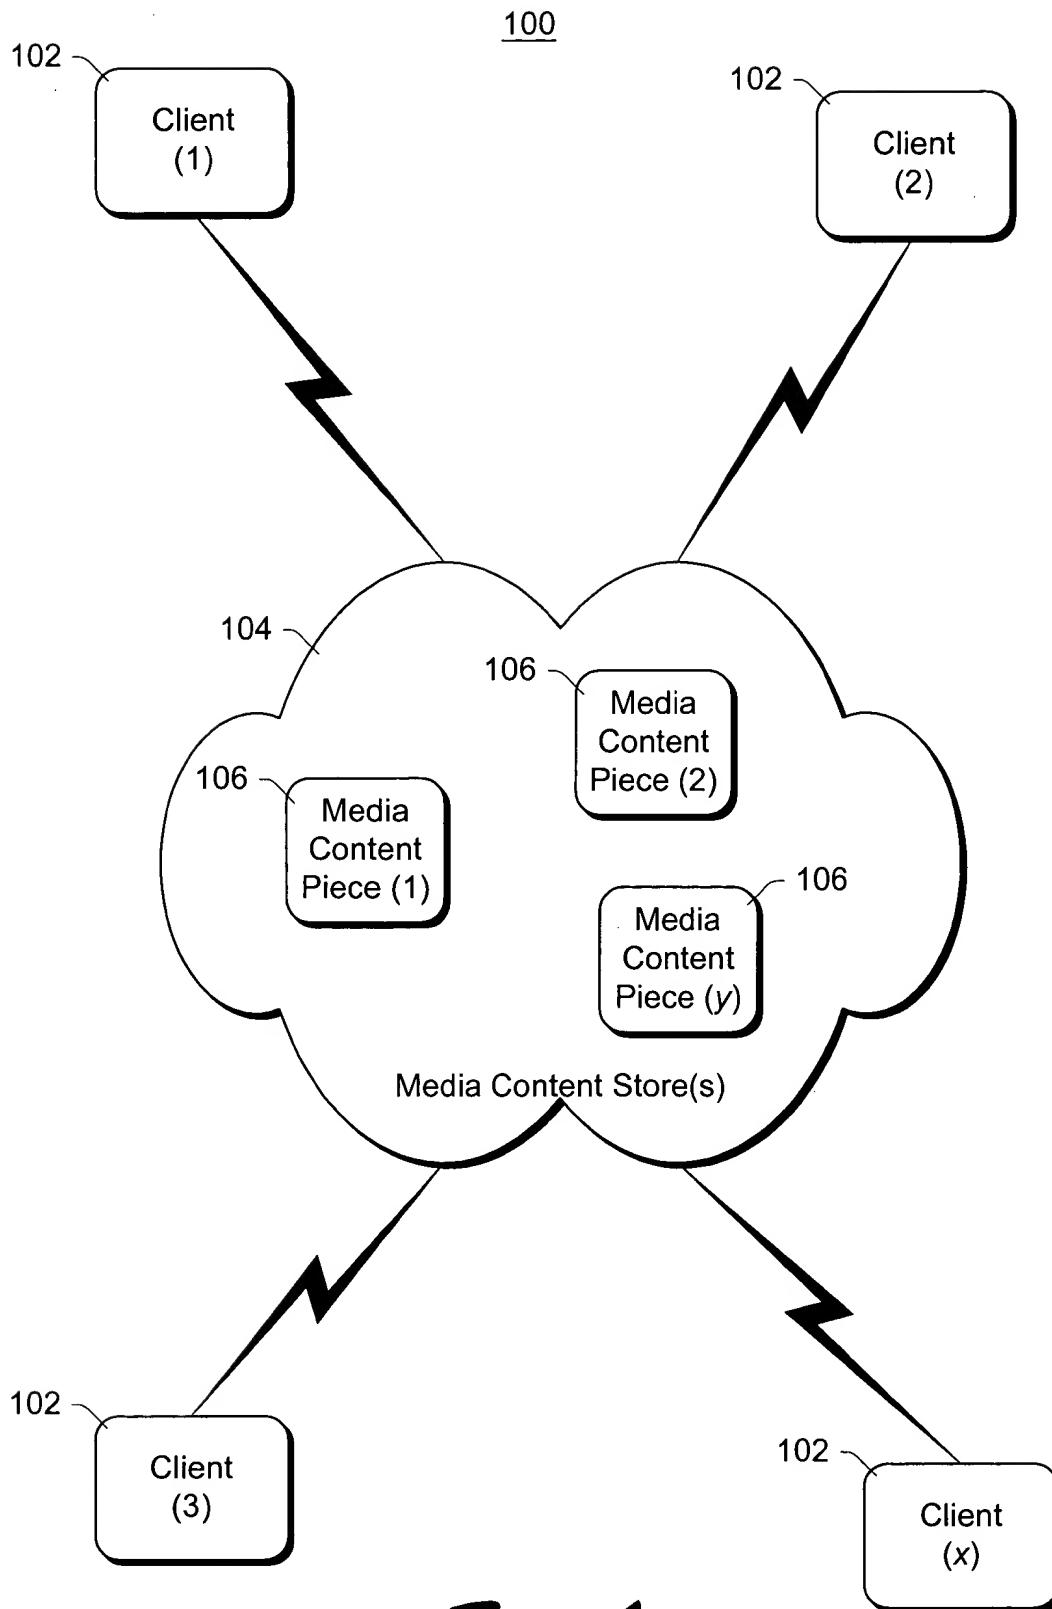 100
102
Client
(1)
102
Client
(2)
104
106
Media
Content
Piece (2)
106
Media
Content
Piece (1)
106
Media
Content
Piece (y)
Media Content Store(s)
102
Client
(3)
102
Client
(x)